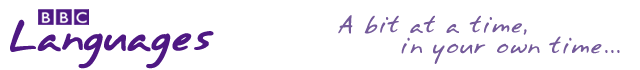 BBC
Languages
A bit at a time,
in your own time...